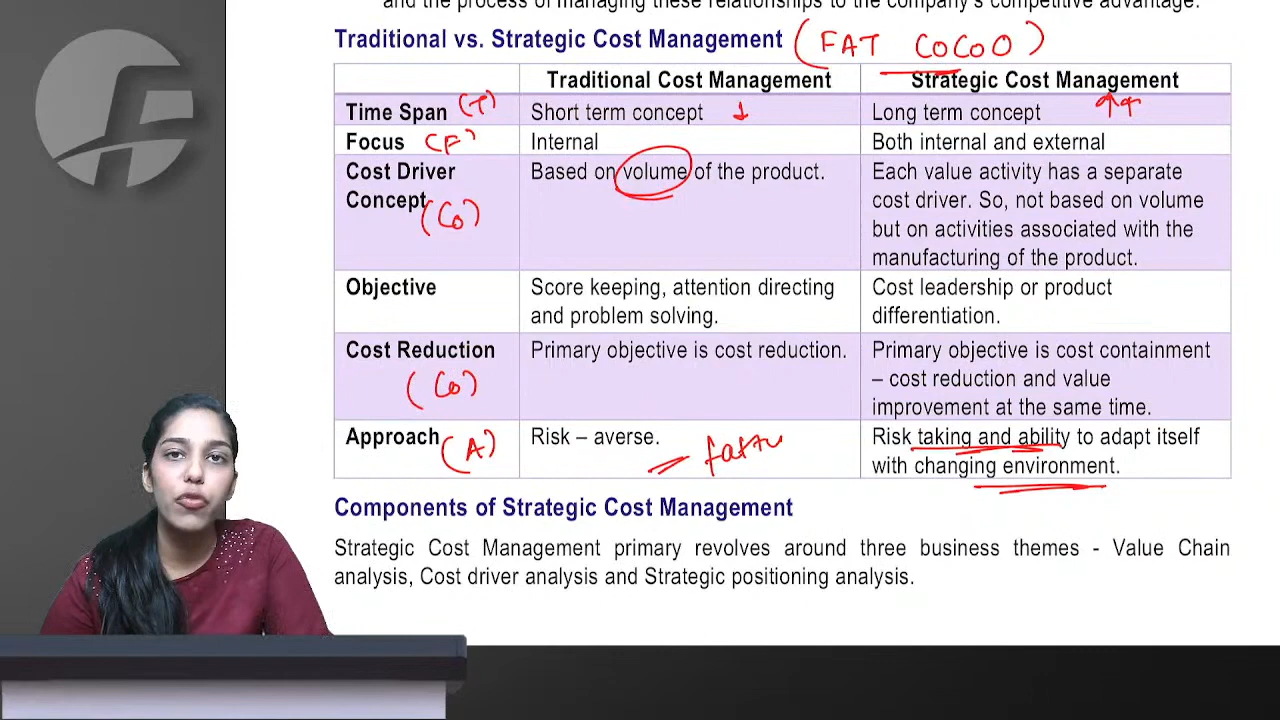 and the process of managing these relationships to the company's competitive advantage.
Traditional vs. Strategic Cost Management (FAT COCOO)
Traditional Cost Management Strategic Cost Management
Time Span (T) Short term concept ↓ Long term concept ↑↑
Focus (F) Internal Both internal and external
Cost Driver Based on volume of the product. Each value activity has a separate
Concept (Co) cost driver. So, not based on volume
but on activities associated with the
manufacturing of the product.
Objective Score keeping, attention directing Cost leadership or product
and problem solving. differentiation.
Cost Reduction Primary objective is cost reduction. Primary objective is cost containment
(Co) – cost reduction and value
improvement at the same time.
Approach (A) Risk – averse. Risk taking and ability to adapt itself
with changing environment.
Components of Strategic Cost Management
Strategic Cost Management primary revolves around three business themes - Value Chain
analysis, Cost driver analysis and Strategic positioning analysis.